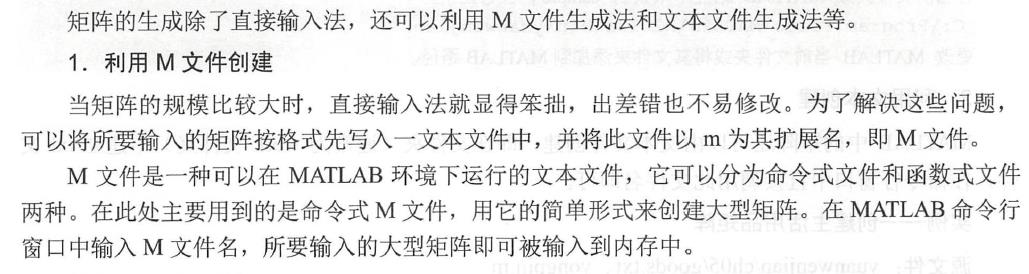 矩阵的生成除了直接输入法，还可以利用 M 文件生成法和文本文件生成法等。
1．利用 M 文件创建
当矩阵的规模比较大时，直接输入法就显得笨拙，出差错也不易修改。为了解决这些问题，
可以将所要输入的矩阵按格式先写入一文本文件中，并将此文件以 m 为其扩展名，即 M 文件。
M 文件是一种可以在 MATLAB 环境下运行的文本文件，它可以分为命令式文件和函数式文件
两种。在此处主要用到的是命令式 M 文件，用它的简单形式来创建大型矩阵。在 MATLAB 命令行
窗口中输入 M 文件名，所要输入的大型矩阵即可被输入到内存中。